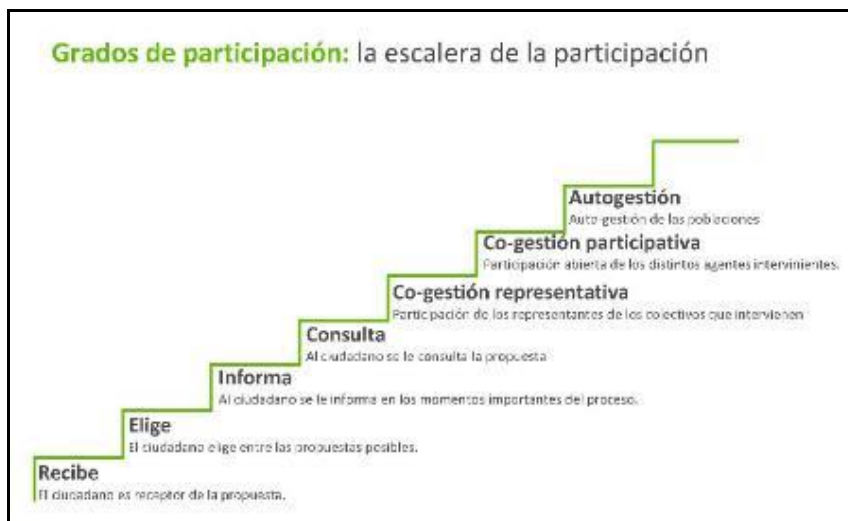 Grados de participación: la escalera de la participación
Autogestión
Auto-gestión de las poblaciones
Co-gestión participativa
Participación abierta de los distintos agentes intervinientes.
Co-gestión representativa
Participación de los representantes de los colectivos que intervienen
Consulta
Al ciudadano se le consulta la propuesta
Informa
Al ciudadano se le informa en los momentos importantes del proceso.
Elige
El ciudadano elige entre las propuestas posibles.
Recibe
El ciudadano es receptor de la propuesta.